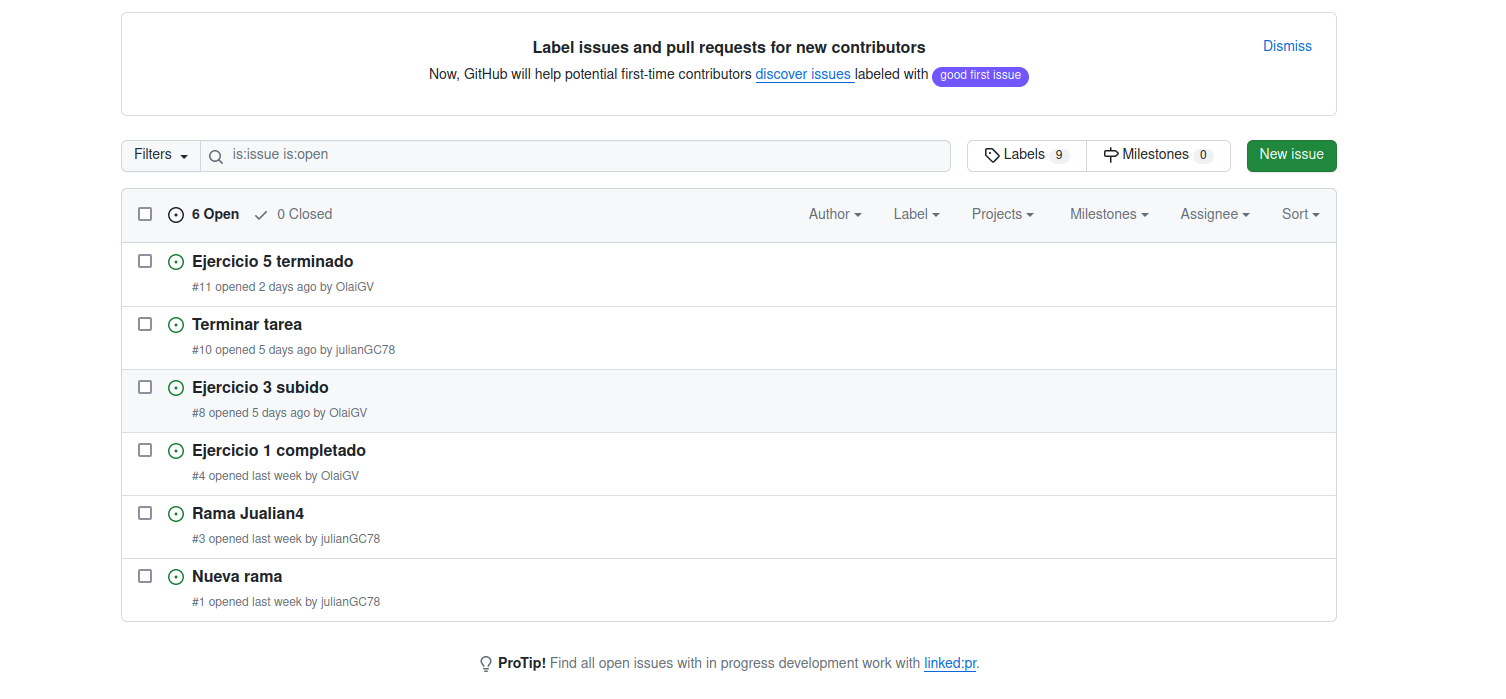 Label issues and pull requests for new contributors
Dismiss
Now, GitHub will help potential first-time contributors discover issues labeled with good first issue
Filters is:issue is:open Labels 9 Milestones 0 New issue
6 Open 0 Closed Author Label Projects Milestones Assignee Sort
Ejercicio 5 terminado
#11 opened 2 days ago by OlaiGV
Terminar tarea
#10 opened 5 days ago by julianGC78
Ejercicio 3 subido
#8 opened 5 days ago by OlaiGV
Ejercicio 1 completado
#4 opened last week by OlaiGV
Rama Jualian4
#3 opened last week by julianGC78
Nueva rama
#1 opened last week by julianGC78
ProTip! Find all open issues with in progress development work with linked:pr.